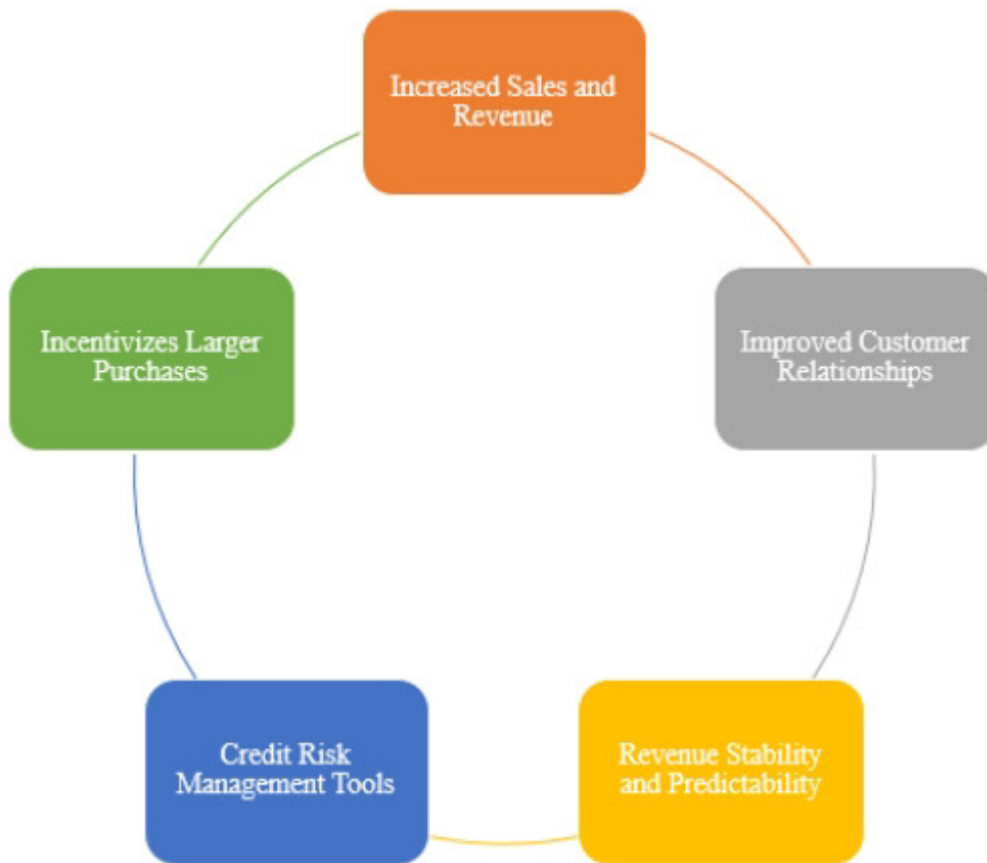 Increased Sales and
Revenue
Improved Customer
Relationships
Revenue Stability
and Predictability
Credit Risk
Management Tools
Incentivizes Larger
Purchases